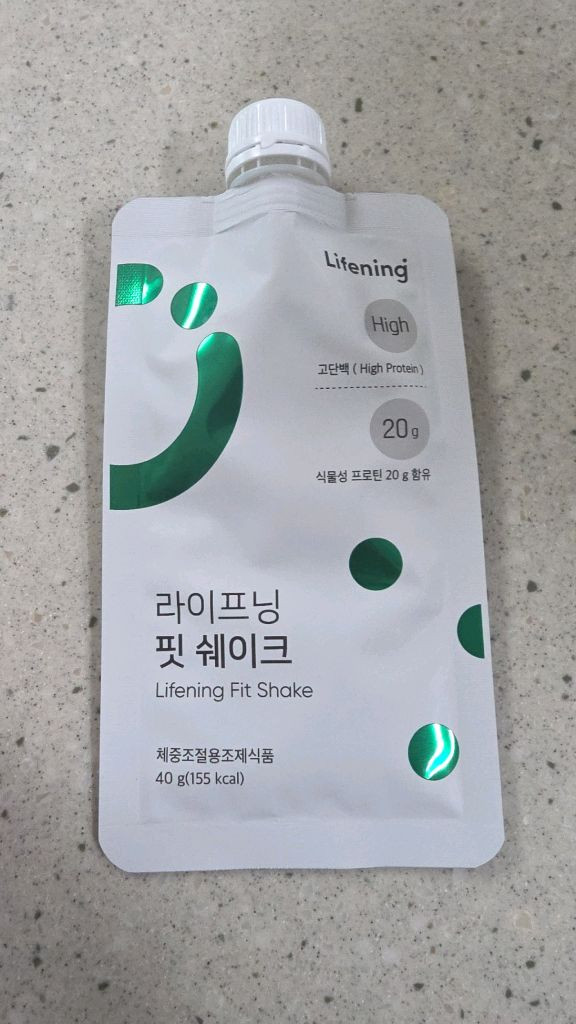 Lifening
High
고단백 ( High Protein )
20 g
식물성 프로틴 20 g 함유
라이프닝
핏 쉐이크
Lifening Fit Shake
체중조절용조제식품
40 g(155 kcal)